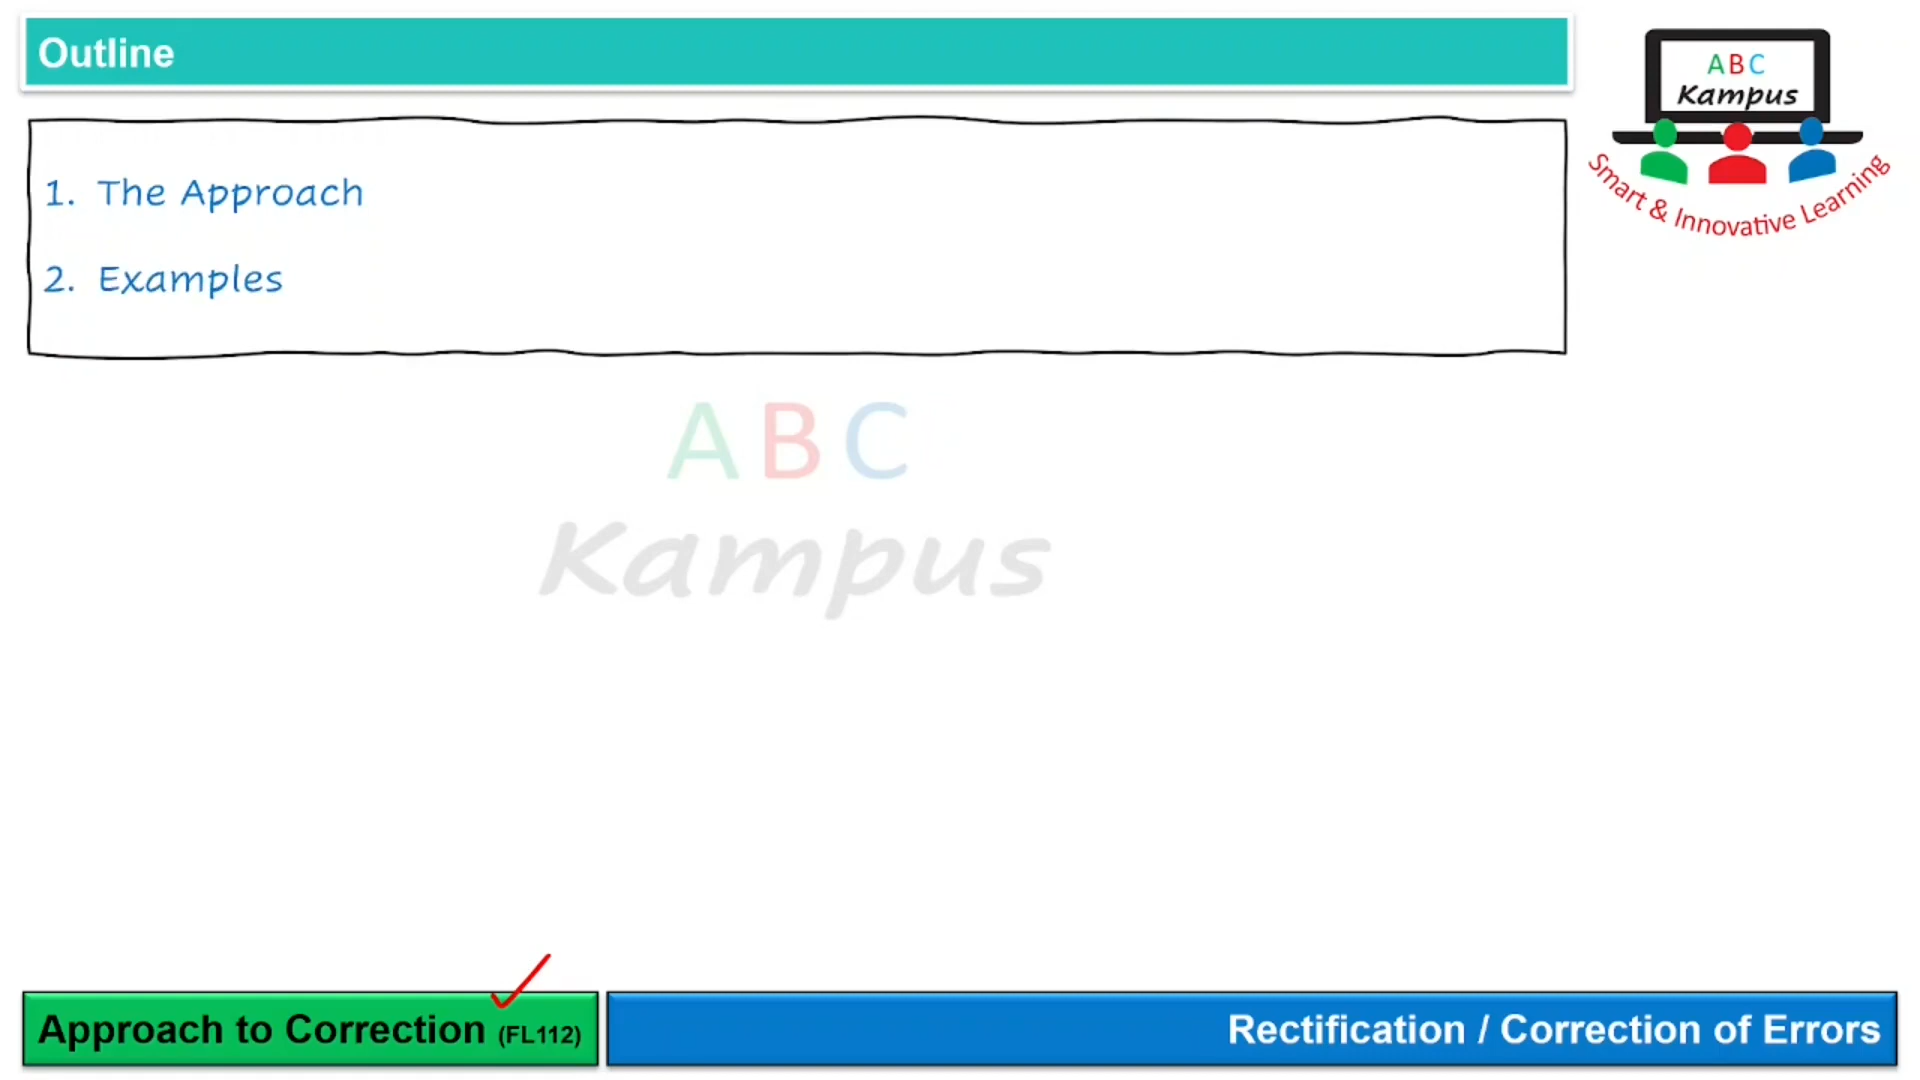 Outline
ABC
Kampus
Smart & Innovative Learning
1. The Approach
2. Examples
ABC
Kampus
Approach to Correction (FL112)
Rectification / Correction of Errors